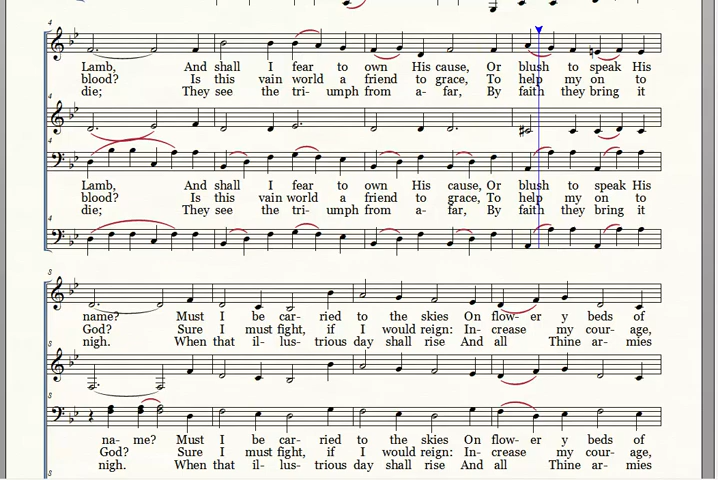 4
Lamb, And shall I fear to own His cause, Or blush to speak His
blood? Is this vain world a friend to grace, To help my on to
die; They see the tri- umph from a- far, By faith they bring it
4
4
Lamb, And shall I fear to own His cause, Or blush to speak His
blood? Is this vain world a friend to grace, To help my on to
die; They see the tri- umph from a- far, By faith they bring it
4
8
name? Must I be car- ried to the skies On flow- er y beds of
God? Sure I must fight, if I would reign: In- crease my cour- age,
nigh. When that il- lus- trious day shall rise And all Thine ar- mies
8
8
na- me? Must I be car- ried to the skies On flow- er y beds of
God? Sure I must fight, if I would reign: In- crease my cour- age,
nigh. When that il- lus- trious day shall rise And all Thine ar- mies
8